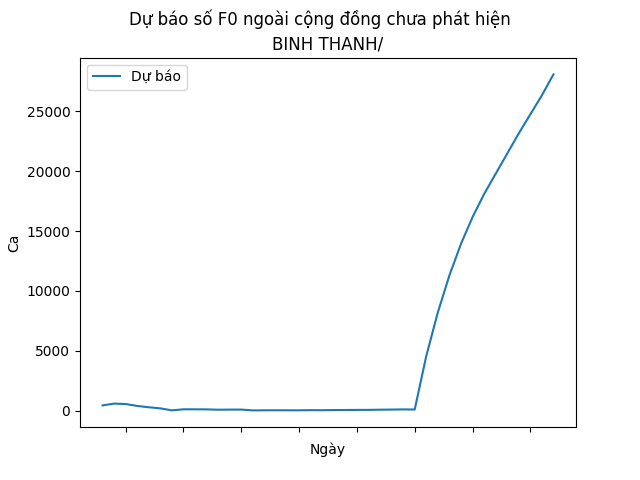 Dự báo số F0 ngoài cộng đồng chưa phát hiện
BINH THANH/
Dự báo
25000
20000
15000
10000
5000
0
Ca
Ngày